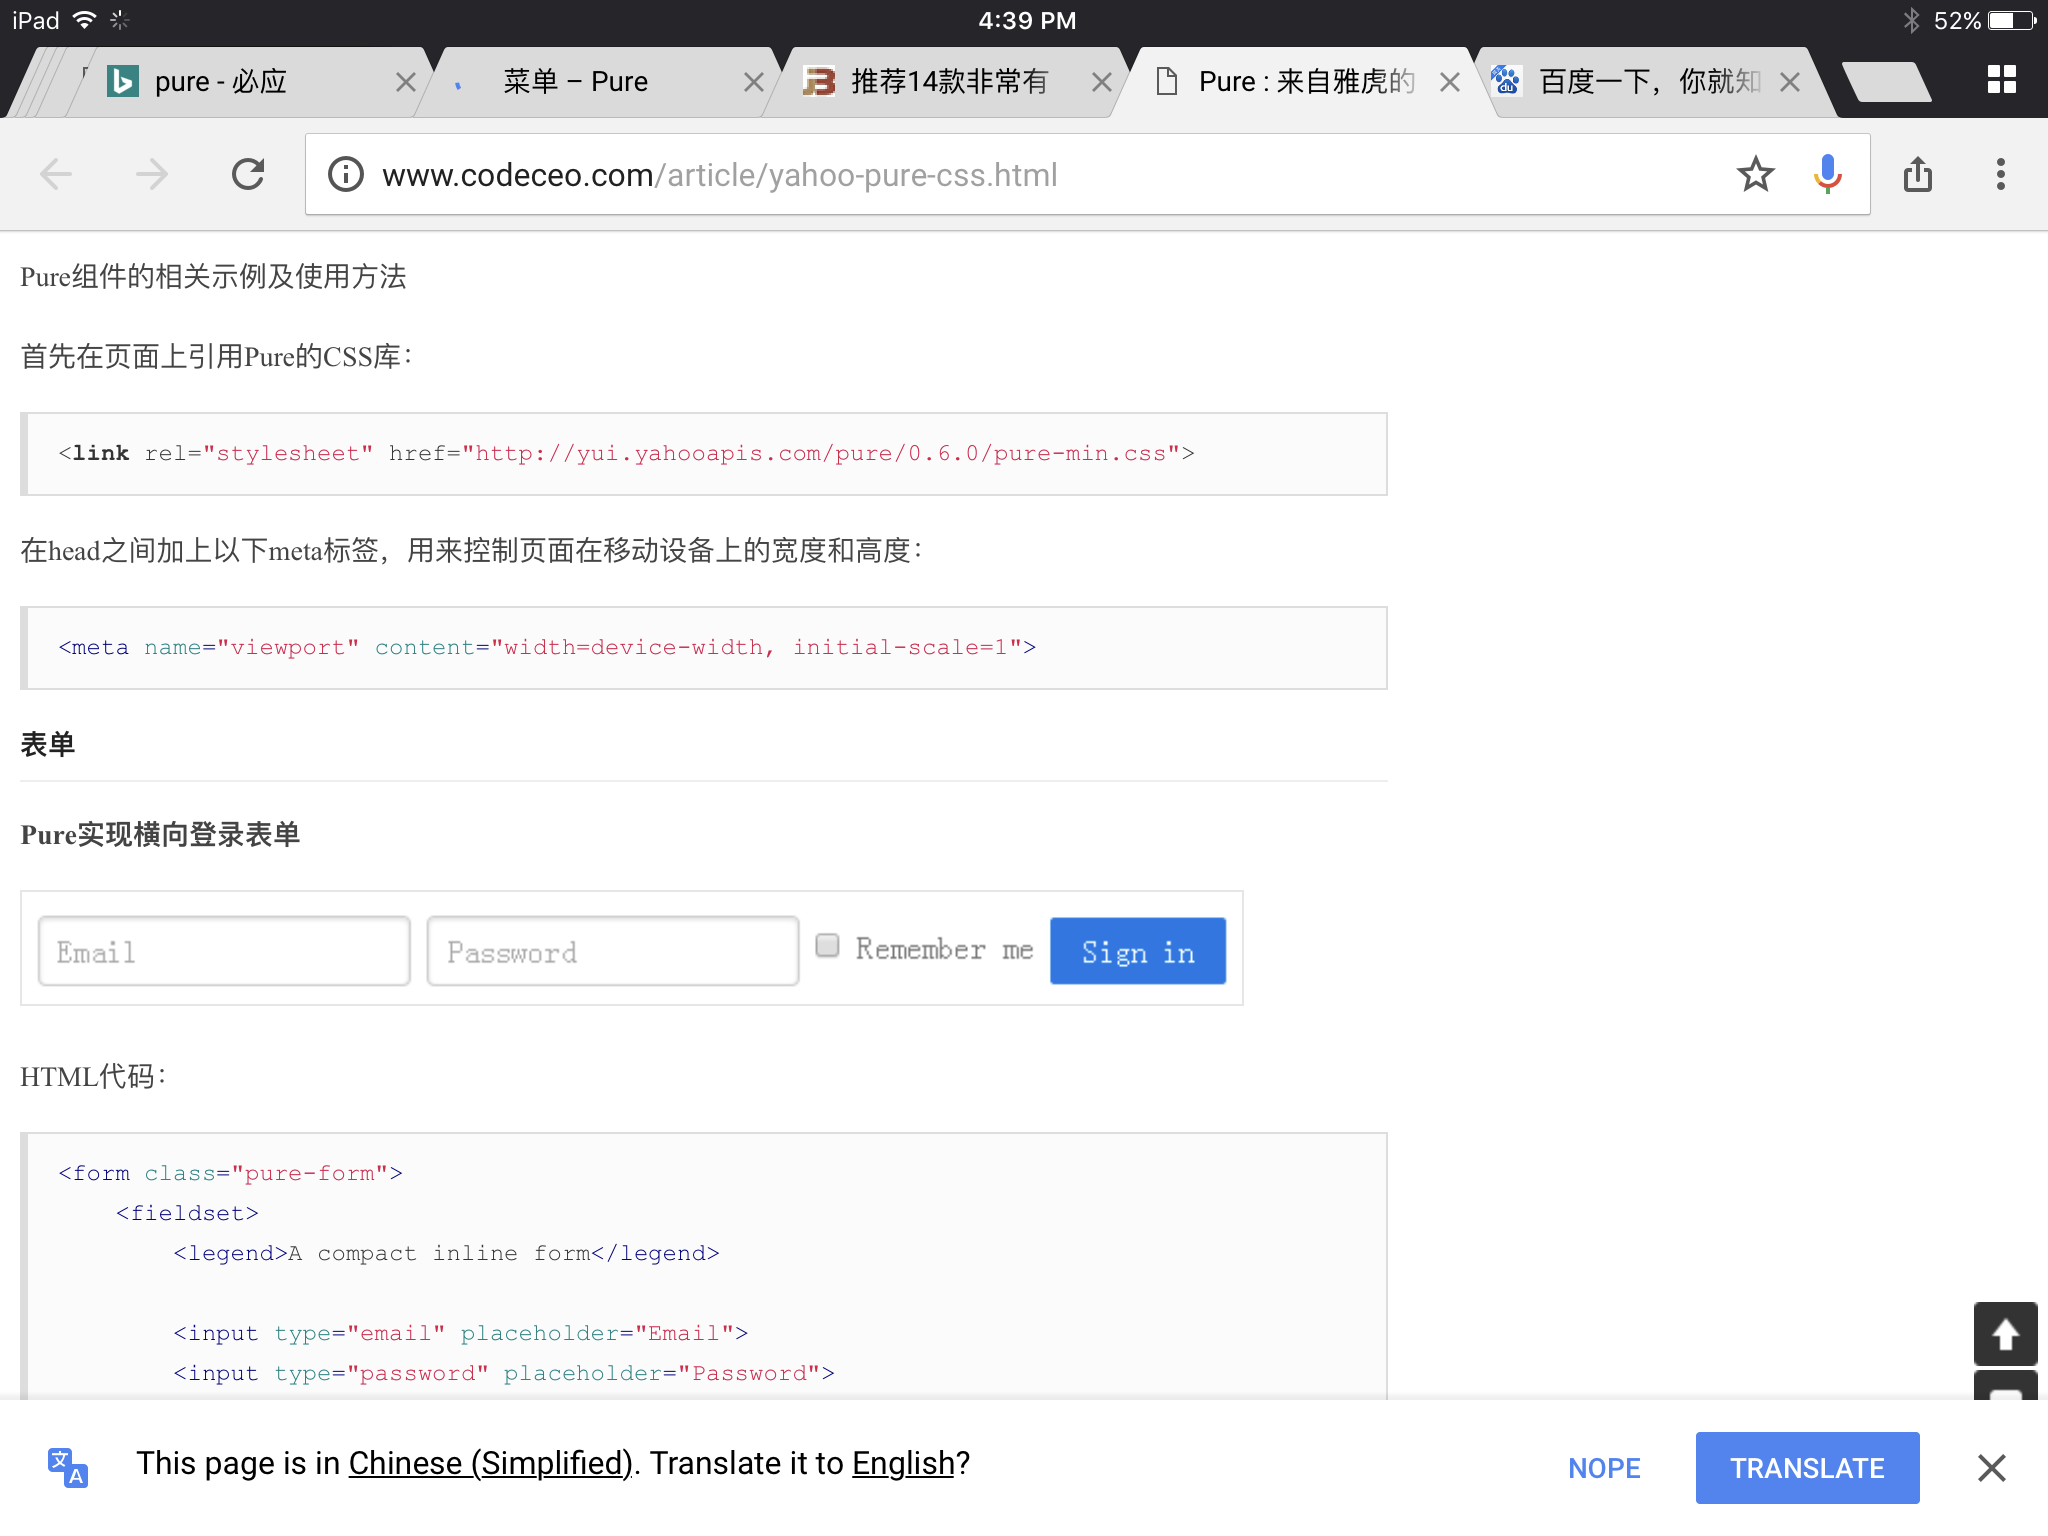 iPad 4:39 PM 52%
pure - 必应 菜单 – Pure 推荐14款非常有 Pure : 来自雅虎的 百度一下，你就知
www.codeceo.com/article/yahoo-pure-css.html
Pure组件的相关示例及使用方法
首先在页面上引用Pure的CSS库：
<link rel="stylesheet" href="http://yui.yahooapis.com/pure/0.6.0/pure-min.css">
在head之间加上以下meta标签，用来控制页面在移动设备上的宽度和高度：
<meta name="viewport" content="width=device-width, initial-scale=1">
表单
Pure实现横向登录表单
Email Password Remember me Sign in
HTML代码：
<form class="pure-form">
<fieldset>
<legend>A compact inline form</legend>
<input type="email" placeholder="Email">
<input type="password" placeholder="Password">
This page is in Chinese (Simplified). Translate it to English? NOPE TRANSLATE